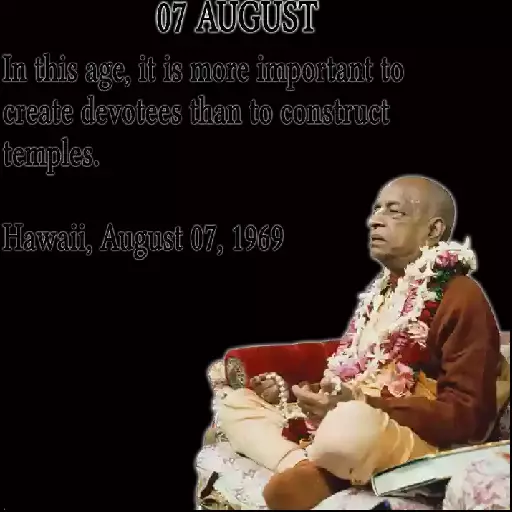 07 AUGUST
In this age, it is more important to
create devotees than to construct
temples.
Hawaii, August 07, 1969